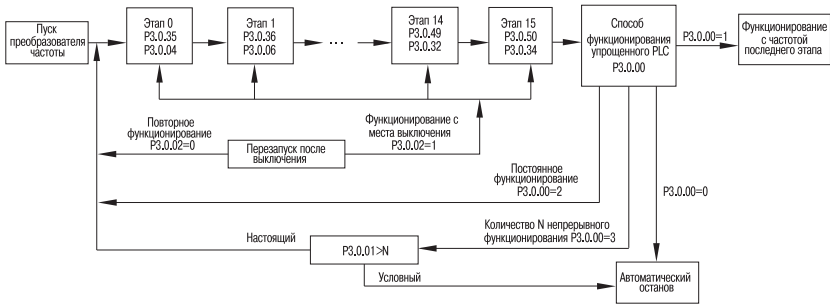 Пуск
преобразователя
частоты
Этап 0
P3.0.35
P3.0.04
Этап 1
P3.0.36
P3.0.06
...
Этап 14
P3.0.49
P3.0.32
Этап 15
P3.0.50
P3.0.34
Способ
функционирования
упрощенного PLC
P3.0.00
P3.0.00=1
Функционирование
с частотой
последнего этапа
Повторное
функционирование
P3.0.02=0
Перезапуск после
выключения
Функционирование с
места выключения
P3.0.02=1
Постоянное
функционирование
P3.0.00=2
P3.0.00=0
Количество N непрерывного
функционирования P3.0.00=3
Настоящий
P3.0.01>N
Условный
Автоматический
останов